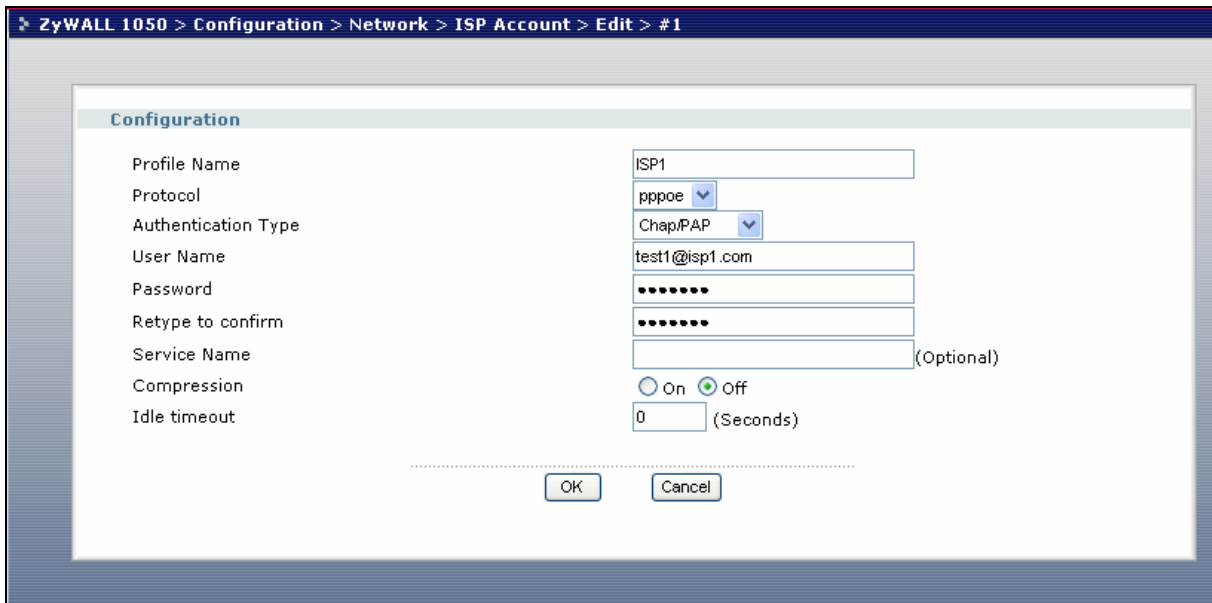 ZyWALL 1050 > Configuration > Network > ISP Account > Edit > #1
Configuration
Profile Name ISP1
Protocol pppoe
Authentication Type Chap/PAP
User Name test1@isp1.com
Password •••••••
Retype to confirm •••••••
Service Name (Optional)
Compression On Off
Idle timeout 0 (Seconds)
OK Cancel